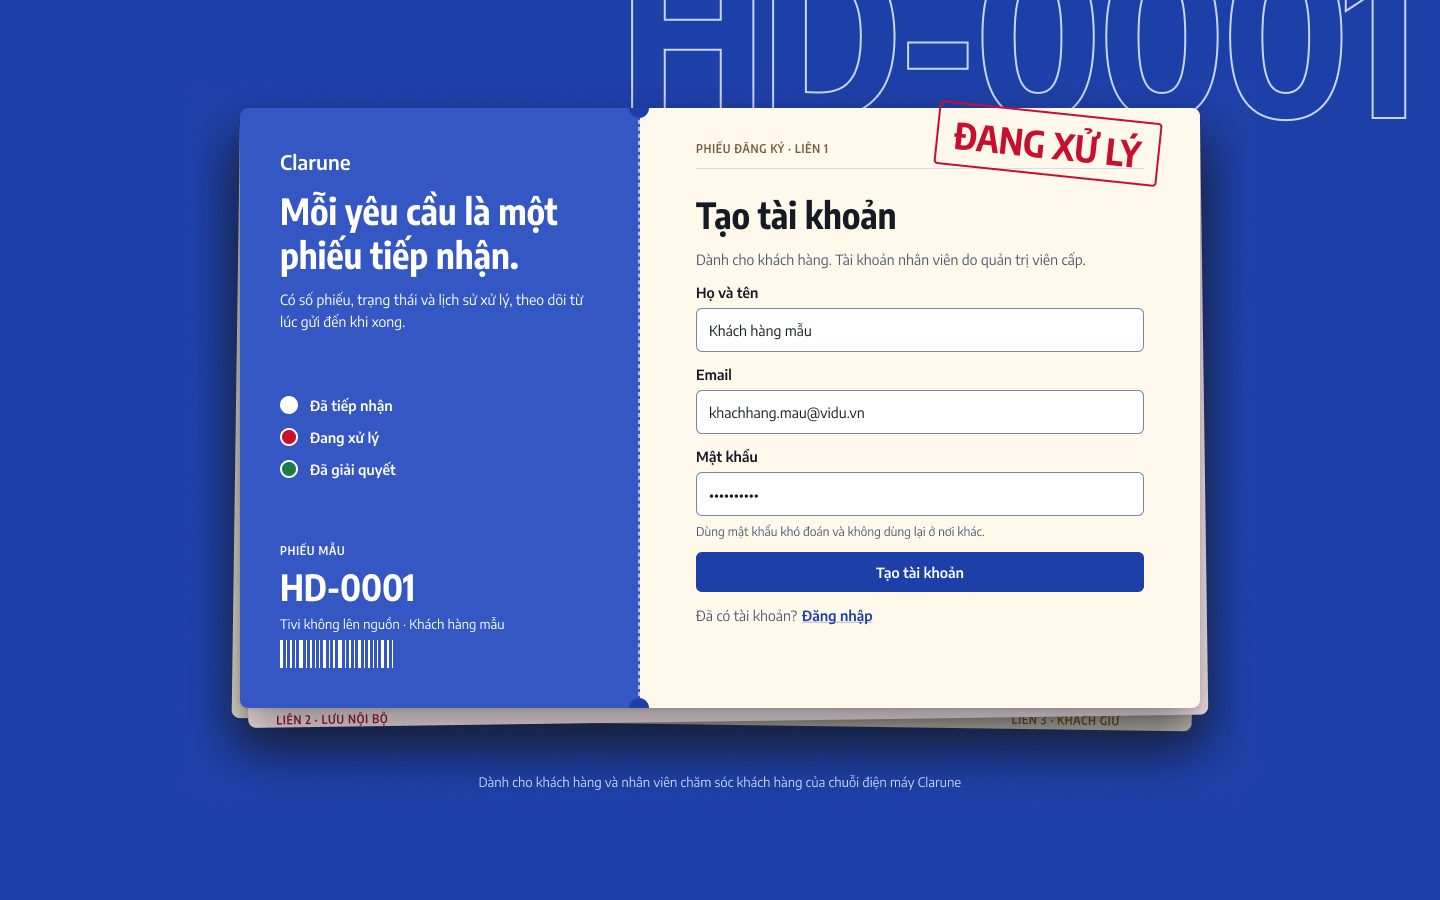 HD-0001
Clarune
Mỗi yêu cầu là một
phiếu tiếp nhận.
Có số phiếu, trạng thái và lịch sử xử lý, theo dõi từ
lúc gửi đến khi xong.
Đã tiếp nhận
Đang xử lý
Đã giải quyết
PHIẾU MẪU
HD-0001
Tivi không lên nguồn · Khách hàng mẫu
PHIẾU ĐĂNG KÝ · LIÊN 1
ĐANG XỬ LÝ
Tạo tài khoản
Dành cho khách hàng. Tài khoản nhân viên do quản trị viên cấp.
Họ và tên
Khách hàng mẫu
Email
khachhang.mau@vidu.vn
Mật khẩu
••••••••••
Dùng mật khẩu khó đoán và không dùng lại ở nơi khác.
Tạo tài khoản
Đã có tài khoản? Đăng nhập
LIÊN 2 · LƯU NỘI BỘ
LIÊN 3 · KHÁCH GIỮ
Dành cho khách hàng và nhân viên chăm sóc khách hàng của chuỗi điện máy Clarune